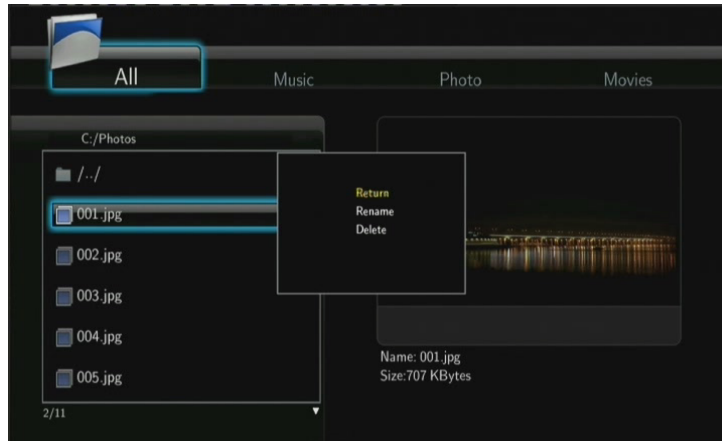 All
Music
Photo
Movies
C:/Photos
/../
001.jpg
002.jpg
003.jpg
004.jpg
005.jpg
2/11
Return
Rename
Delete
Name: 001.jpg
Size:707 KBytes